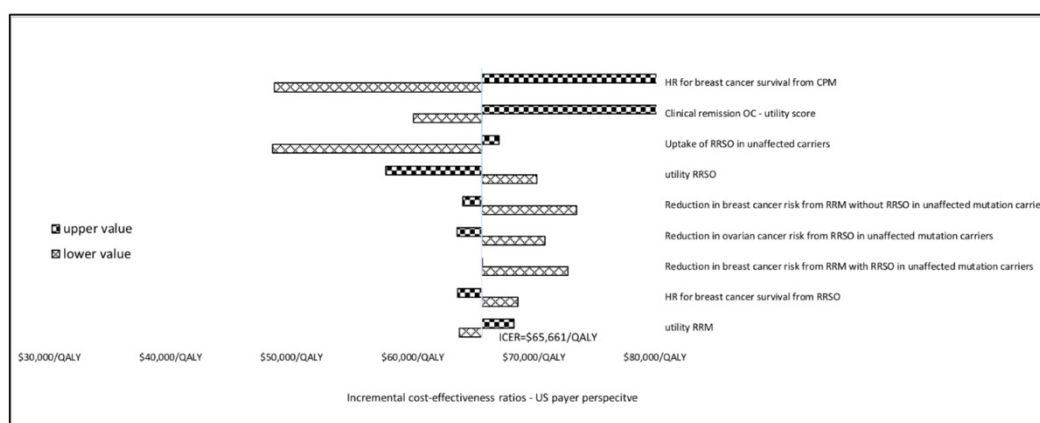 HR for breast cancer survival from CPM
Clinical remission OC - utility score
Uptake of RRSO in unaffected carriers
utility RRSO
Reduction in breast cancer risk from RRM without RRSO in unaffected mutation carrie
upper value
Reduction in ovarian cancer risk from RRSO in unaffected mutation carriers
lower value
Reduction in breast cancer risk from RRM with RRSO in unaffected mutation carriers
HR for breast cancer survival from RRSO
utility RRM
ICER=$65,661/QALY
$30,000/QALY $40,000/QALY $50,000/QALY $60,000/QALY $70,000/QALY $80,000/QALY
Incremental cost-effectiveness ratios - US payer perspecitve